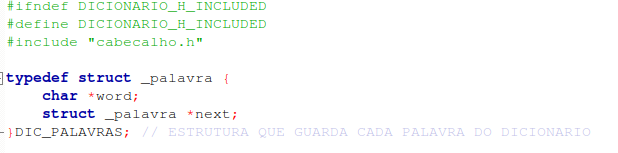 #ifndef DICIONARIO_H_INCLUDED
#define DICIONARIO_H_INCLUDED
#include "cabecalho.h"
typedef struct _palavra {
char *word;
struct _palavra *next;
}DIC_PALAVRAS; // ESTRUTURA QUE GUARDA CADA PALAVRA DO DICIONARIO